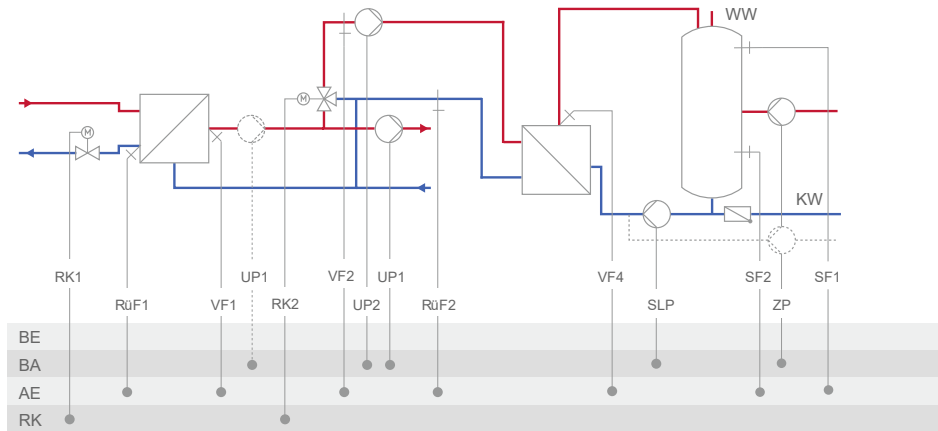 WW
M
M
KW
RK1 UP1 VF2 UP1 VF4 SF2 SF1
RüF1 VF1 RK2 UP2 RüF2 SLP ZP
BE
BA
AE
RK